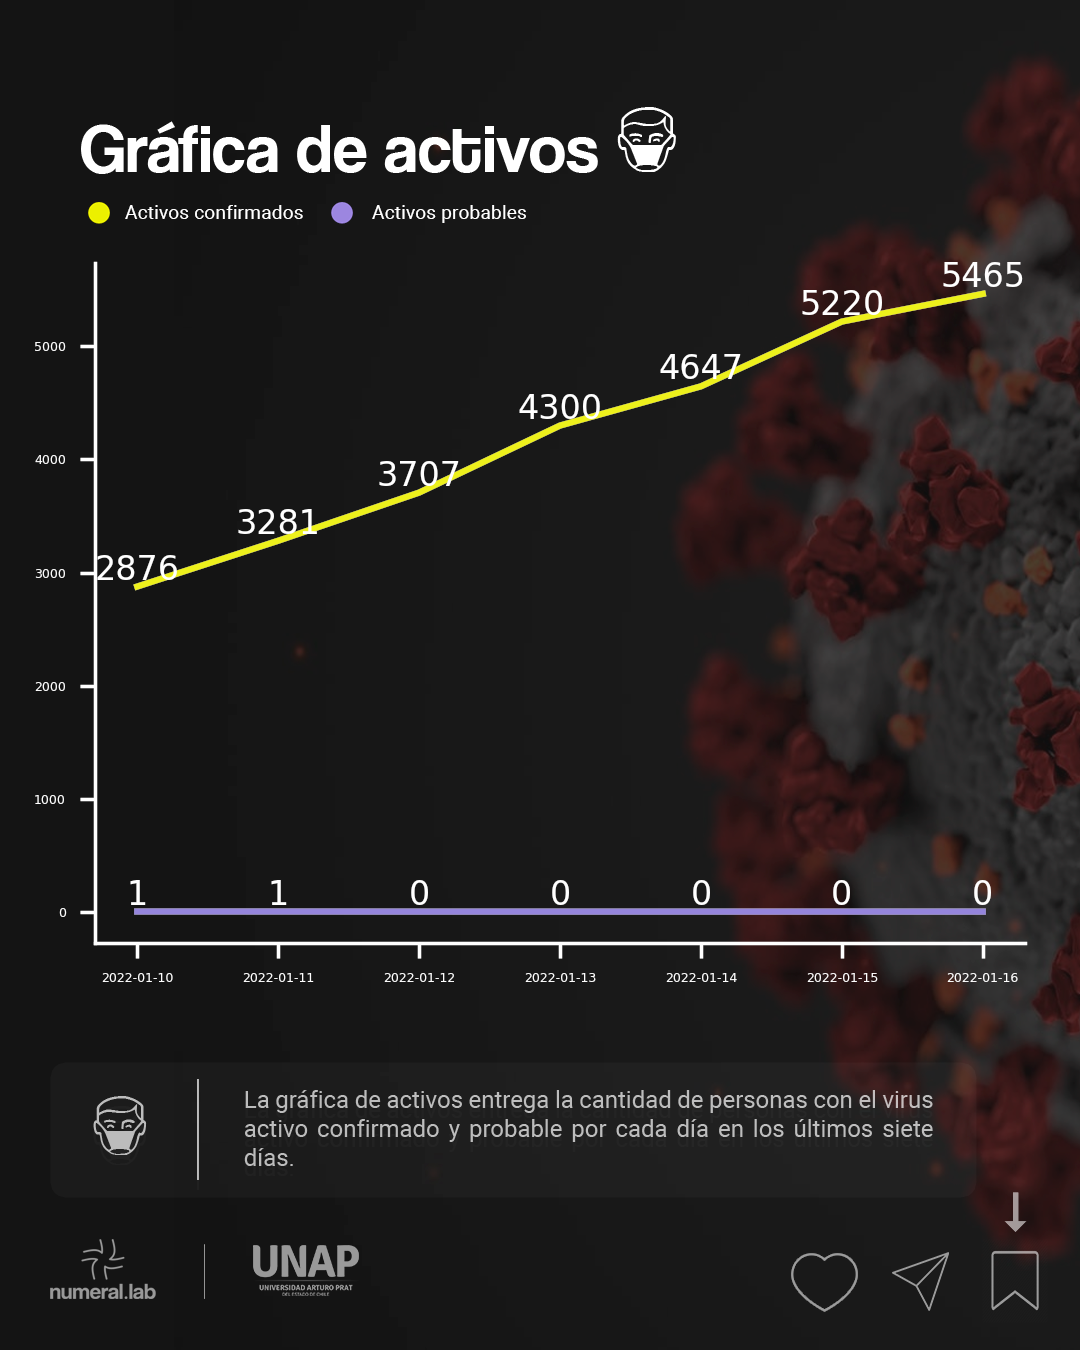 Gráfica de activos
Activos confirmados Activos probables
5465
5220
5000
4647
4300
4000
3707
3281
2876
3000
2000
1000
1 1 0 0 0 0 0
0
2022-01-10 2022-01-11 2022-01-12 2022-01-13 2022-01-14 2022-01-15 2022-01-16
La gráfica de activos entrega la cantidad de personas con el virus
activo confirmado y probable por cada día en los últimos siete
días.
numeral.lab
UNAP
UNIVERSIDAD ARTURO PRAT
DEL ESTADO DE CHILE